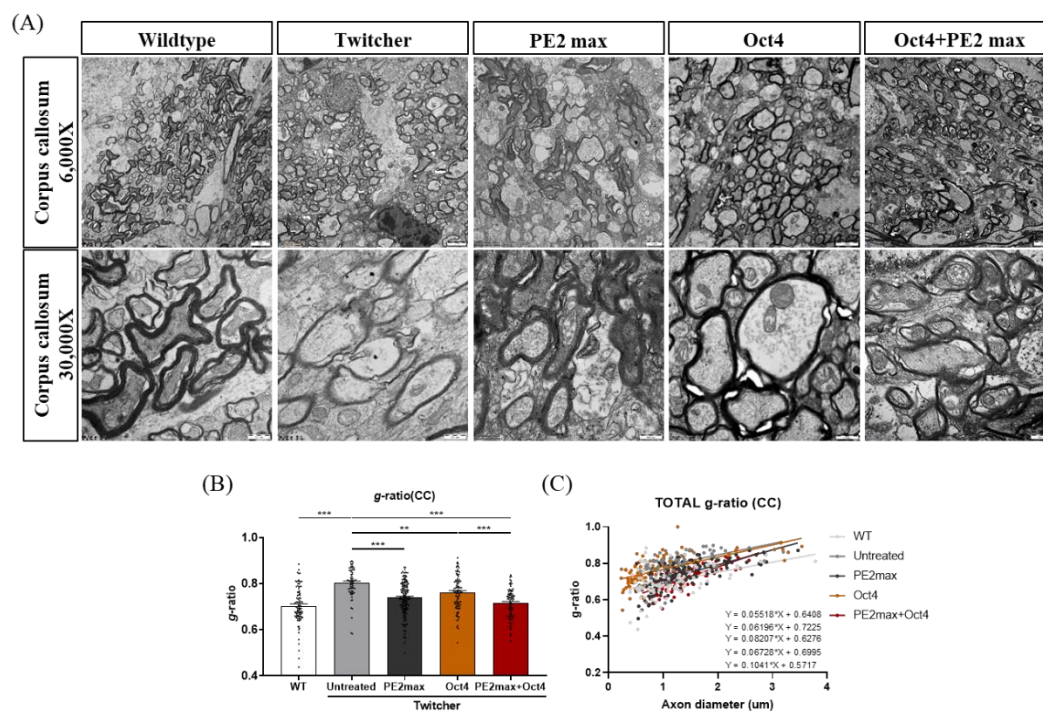 (A)
Wildtype
Twitcher
PE2 max
Oct4
Oct4+PE2 max
Corpus callosum
6,000X
Corpus callosum
30,000X
(B)
g-ratio(CC)
***
***
**
***
***
g-ratio
1.0
0.8
0.6
0.4
WT
Untreated
PE2max
Oct4
PE2max+Oct4
Twitcher
(C)
TOTAL g-ratio (CC)
g-ratio
1.0
0.8
0.6
0.4
0.2
0
1
2
3
4
Axon diameter (um)
WT
Untreated
PE2max
Oct4
PE2max+Oct4
Y = 0.05518*X + 0.6408
Y = 0.06196*X + 0.7225
Y = 0.08207*X + 0.6276
Y = 0.06728*X + 0.6995
Y = 0.1041*X + 0.5717